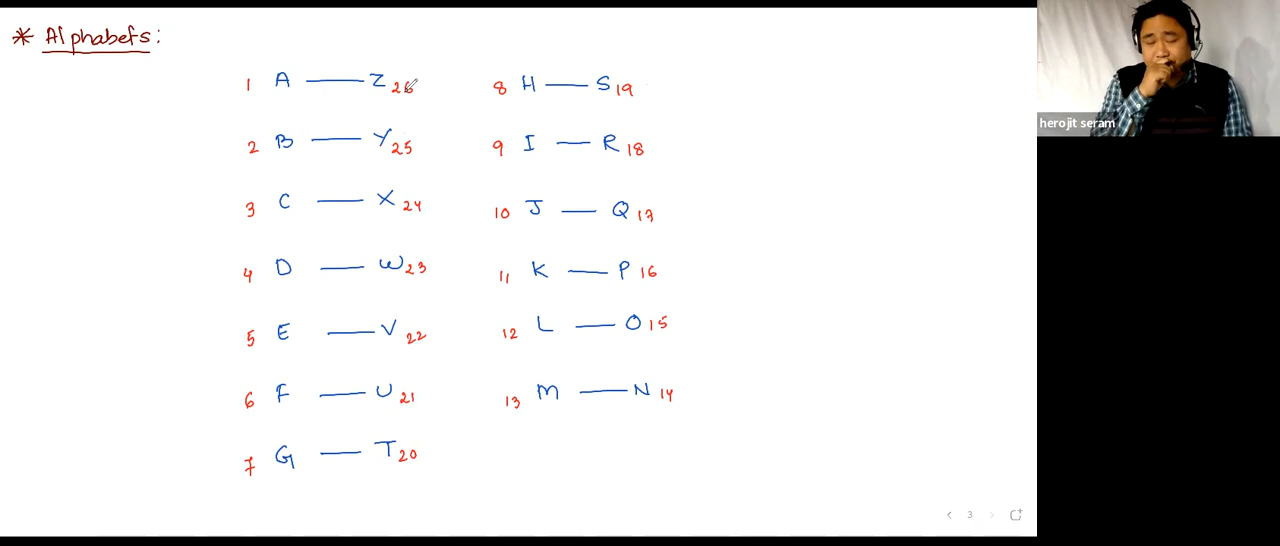 * Alphabets:
1 A — Z 26
2 B — Y 25
3 C — X 24
4 D — W 23
5 E — V 22
6 F — U 21
7 G — T 20
8 H — S 19
9 I — R 18
10 J — Q 17
11 K — P 16
12 L — O 15
13 M — N 14
herojit seram
3